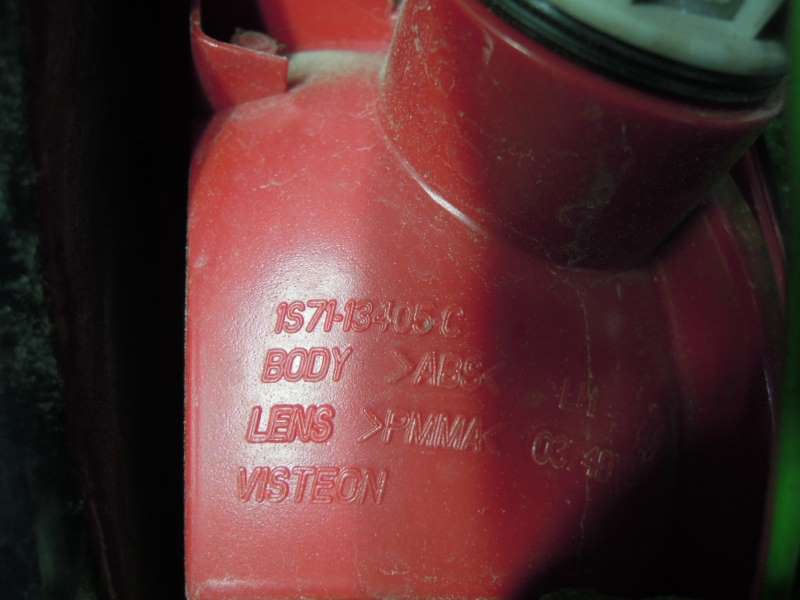 1S71-13405-C
BODY >ABS<
LENS >PMMA<
VISTEON